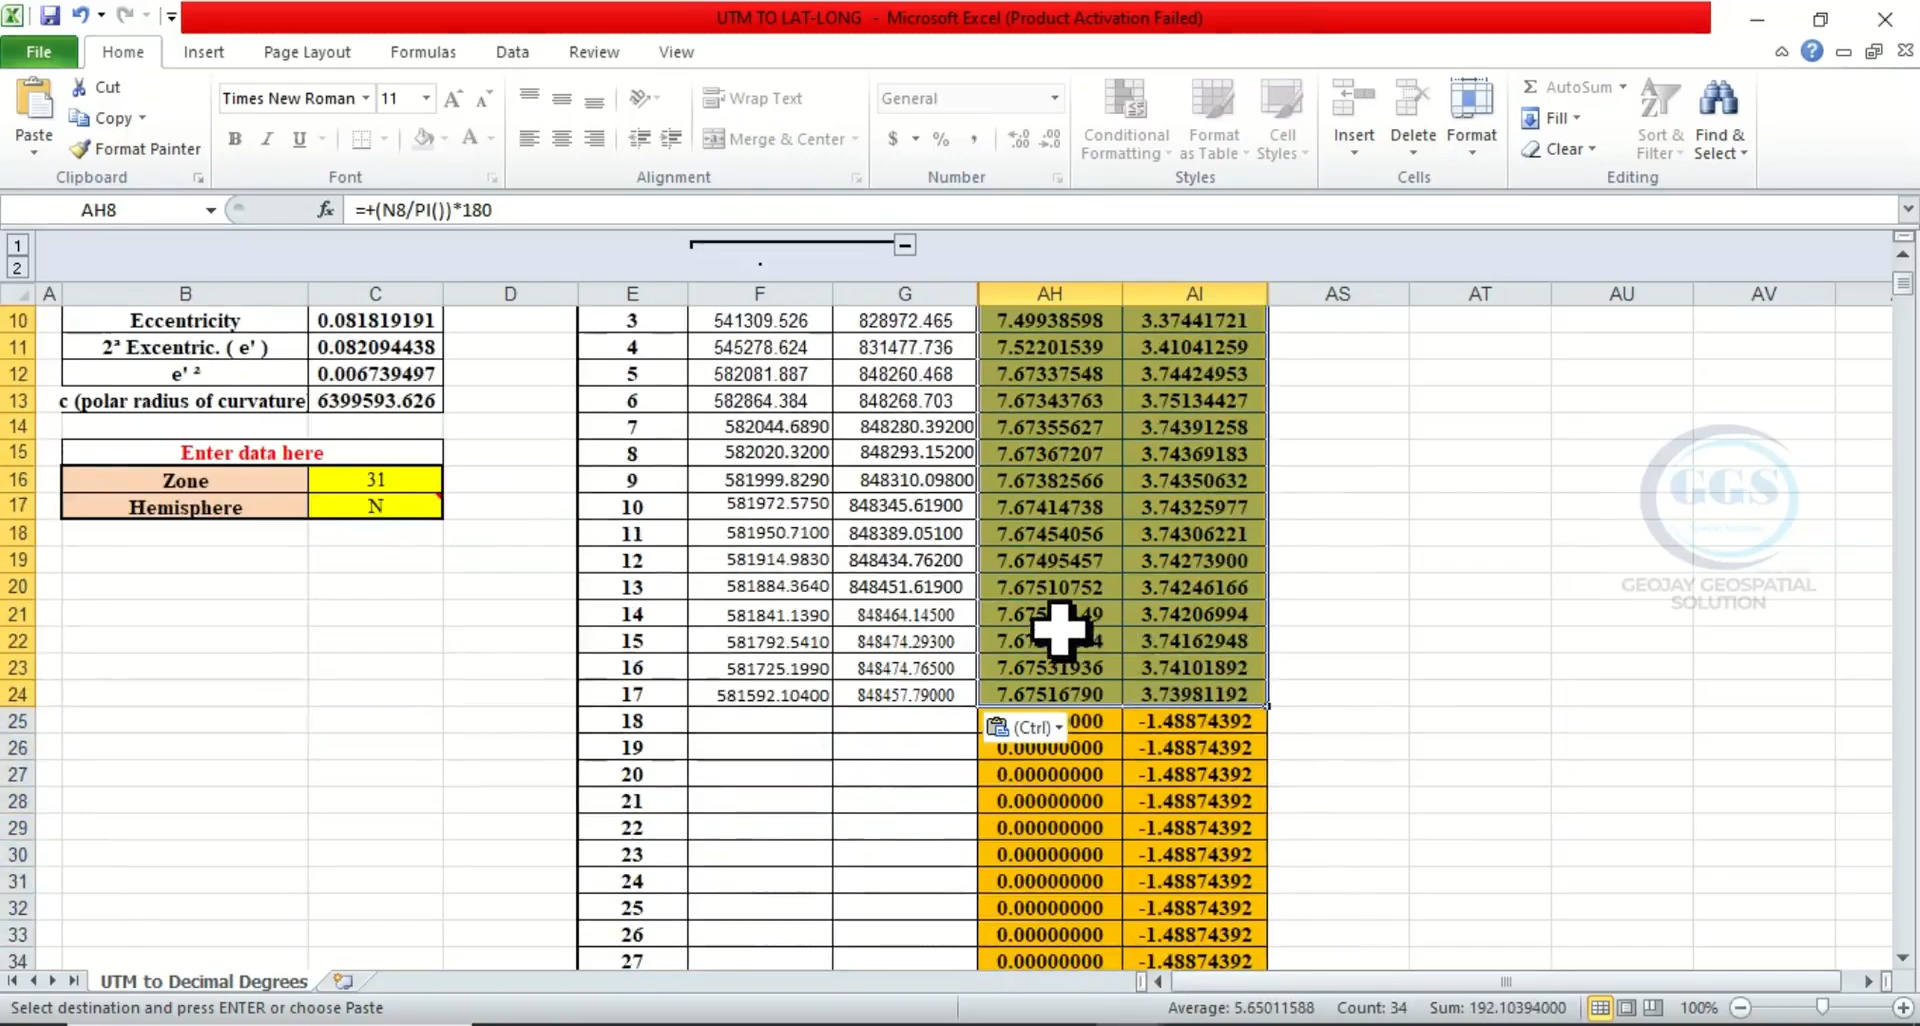 UTM TO LAT-LONG - Microsoft Excel (Product Activation Failed)
File Home Insert Page Layout Formulas Data Review View
Paste
Cut
Copy
Format Painter
Clipboard
Times New Roman 11
B I U
Font
Wrap Text
Merge & Center
Alignment
General
$ % ,
Number
Conditional Formatting
Format as Table
Cell Styles
Styles
Insert Delete Format
Cells
Σ AutoSum
Fill
Clear
Sort & Filter
Find & Select
Editing
AH8 fx =+(N8/PI())*180
1
2
A B C D E F G AH AI AS AT AU AV
10 Eccentricity 0.081819191 3 541309.526 828972.465 7.49938598 3.37441721
11 2ª Excentric. ( e' ) 0.082094438 4 545278.624 831477.736 7.52201539 3.41041259
12 e' ² 0.006739497 5 582081.887 848260.468 7.67337548 3.74424953
13 c (polar radius of curvature 6399593.626 6 582864.384 848268.703 7.67343763 3.75134427
14 7 582044.6890 848280.39200 7.67355627 3.74391258
15 Enter data here 8 582020.3200 848293.15200 7.67367207 3.74369183
16 Zone 31 9 581999.8290 848310.09800 7.67382566 3.74350632
17 Hemisphere N 10 581972.5750 848345.61900 7.67414738 3.74325977
18 11 581950.7100 848389.05100 7.67454056 3.74306221
19 12 581914.9830 848434.76200 7.67495457 3.74273900
20 13 581884.3640 848451.61900 7.67510752 3.74246166
21 14 581841.1390 848464.14500 3.74206994
22 15 581792.5410 848474.29300 3.74162948
23 16 581725.1990 848474.76500 7.67531936 3.74101892
24 17 581592.10400 848457.79000 7.67516790 3.73981192
25 18 (Ctrl) 000 -1.48874392
26 19 0.00000000 -1.48874392
27 20 0.00000000 -1.48874392
28 21 0.00000000 -1.48874392
29 22 0.00000000 -1.48874392
30 23 0.00000000 -1.48874392
31 24 0.00000000 -1.48874392
32 25 0.00000000 -1.48874392
33 26 0.00000000 -1.48874392
34 27 0.00000000 -1.48874392
GGS
GEOJAY GEOSPATIAL
SOLUTION
UTM to Decimal Degrees
Select destination and press ENTER or choose Paste Average: 5.65011588 Count: 34 Sum: 192.10394000 100%